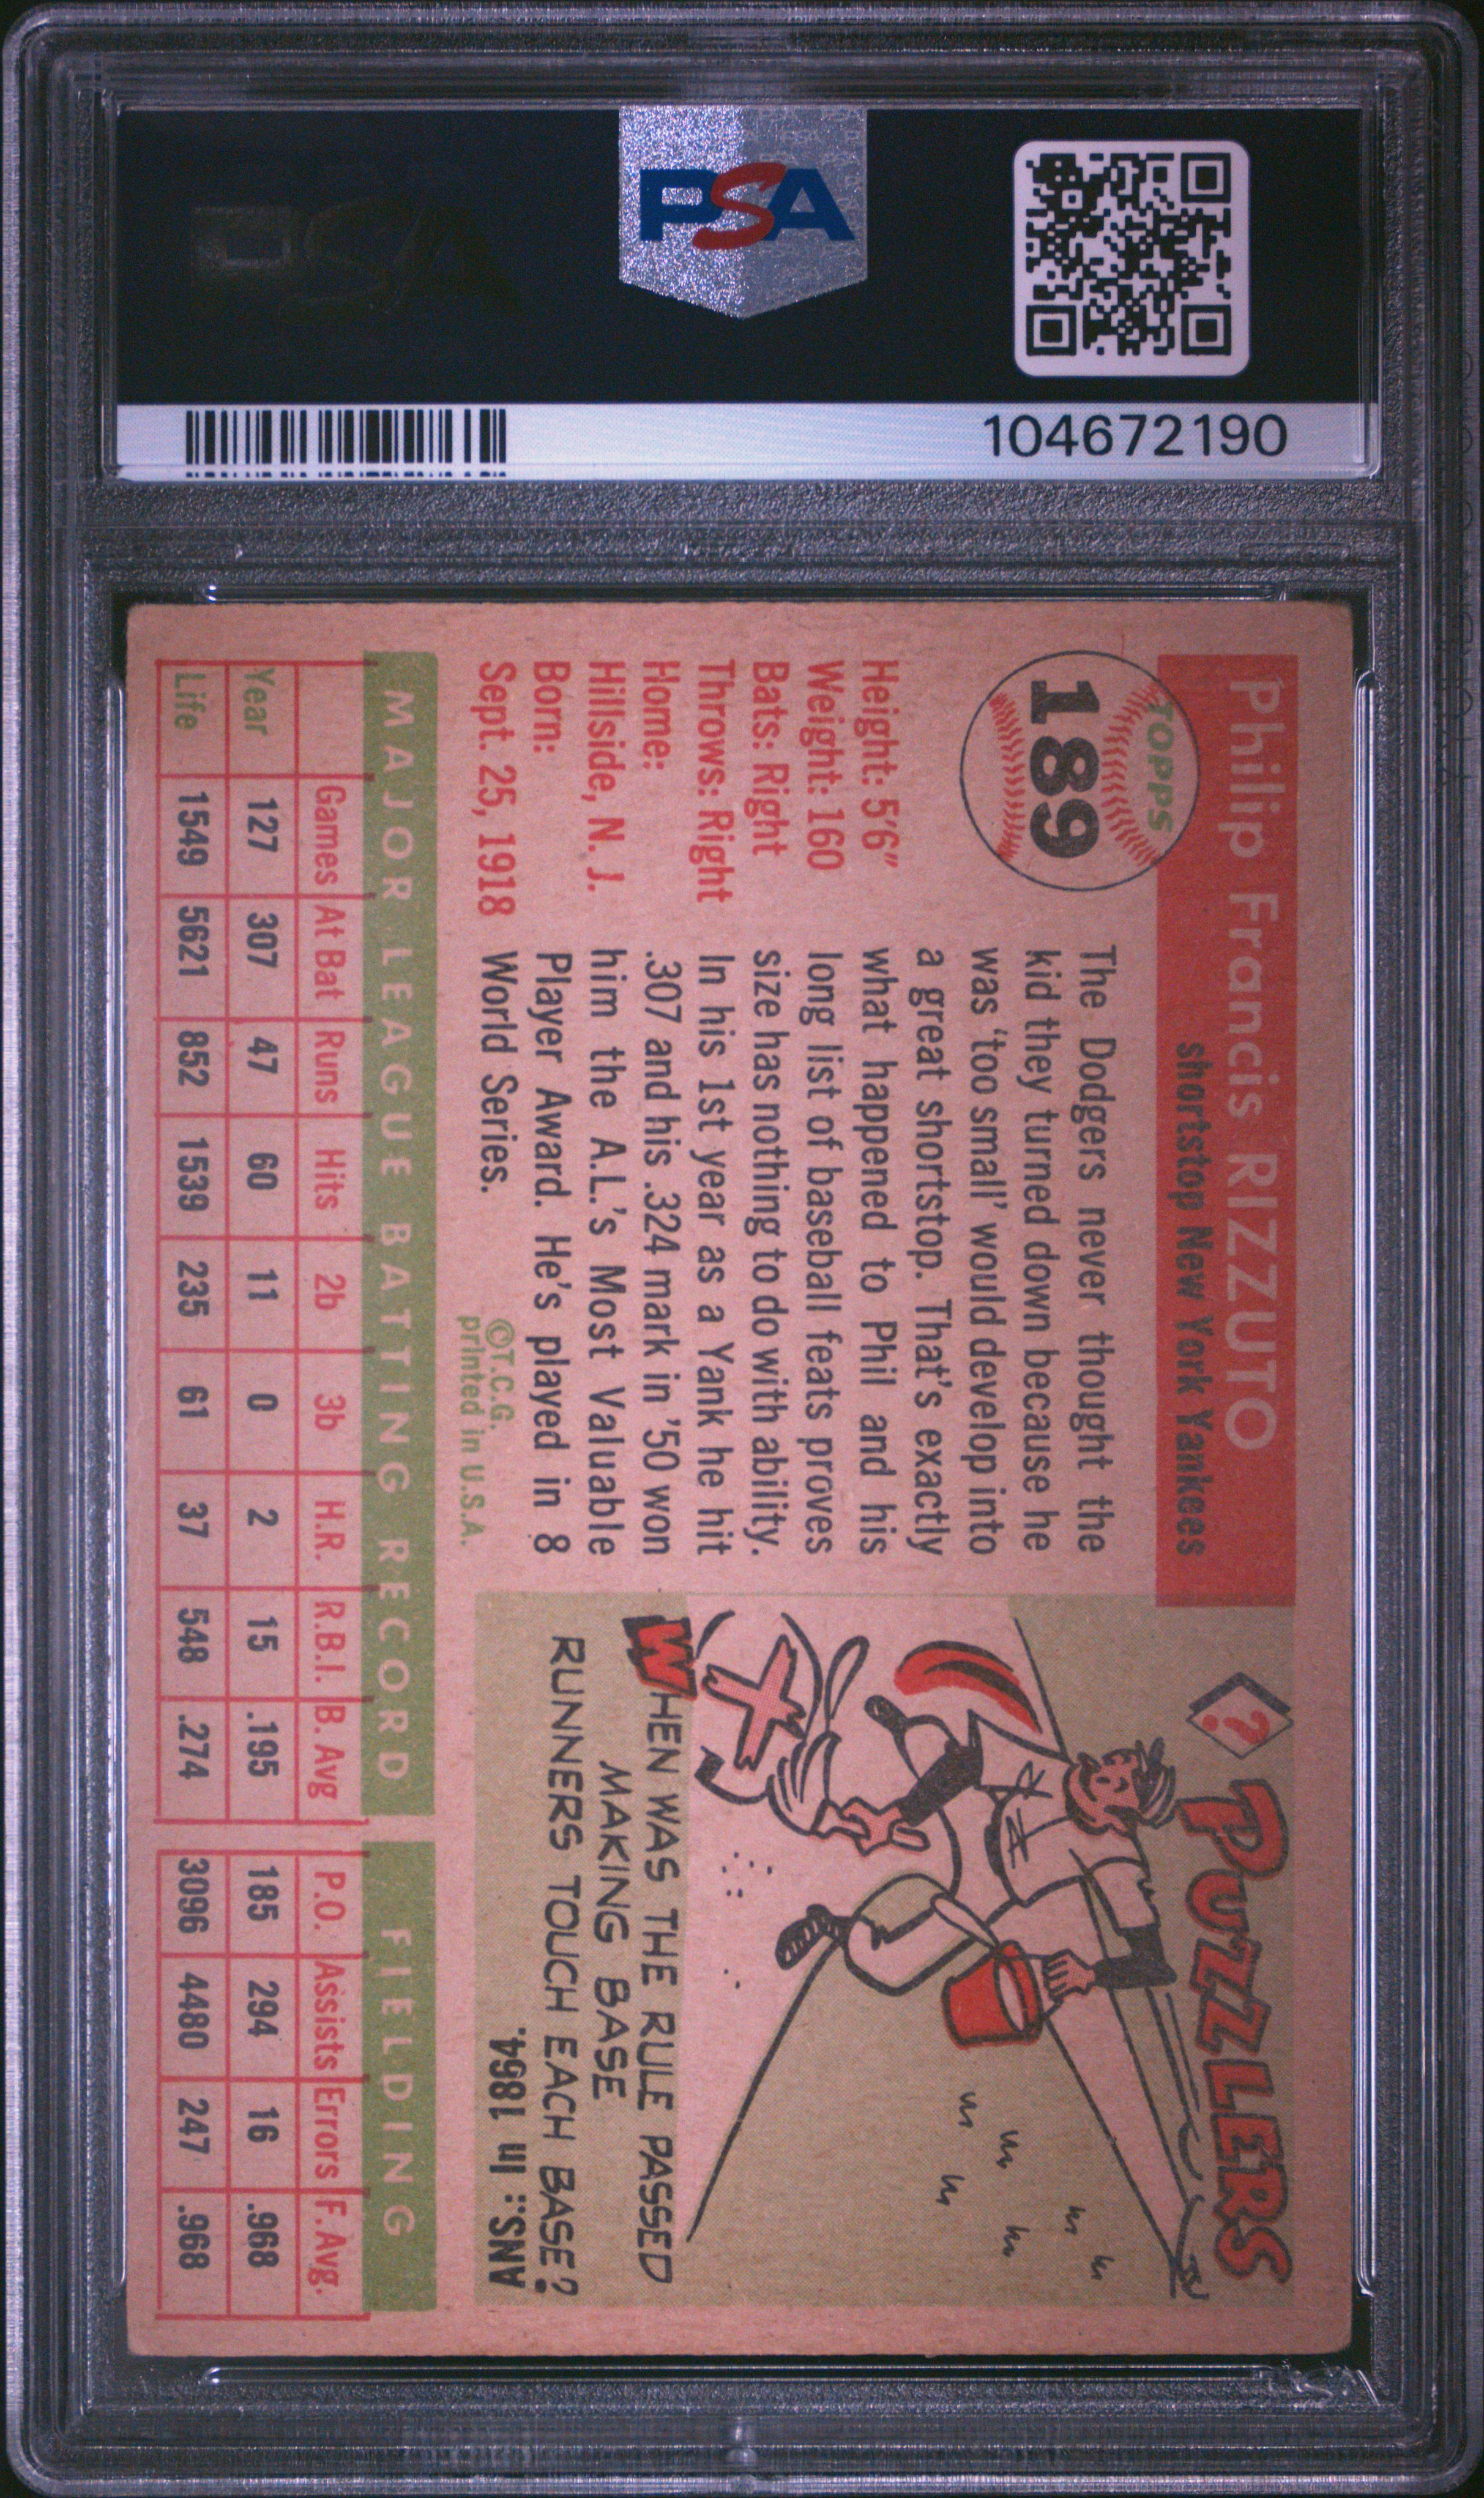 PSA
104672190
Philip Francis RIZZUTO
shortstop New York Yankees
TOPPS
189
Height: 5'6"
Weight: 160
Bats: Right
Throws: Right
Home:
Hillside, N. J.
Born:
Sept. 25, 1918
The Dodgers never thought the
kid they turned down because he
was 'too small' would develop into
a great shortstop. That's exactly
what happened to Phil and his
long list of baseball feats proves
size has nothing to do with ability.
In his 1st year as a Yank he hit
.307 and his .324 mark in '50 won
him the A.L.'s Most Valuable
Player Award. He's played in 8
World Series.
©T.C.G.
printed in U.S.A.
? PUZZLERS
WHEN WAS THE RULE PASSED
MAKING BASE
RUNNERS TOUCH EACH BASE?
ANS.: In 1864.
MAJOR LEAGUE BATTING RECORD FIELDING
Games At Bat Runs Hits 2b 3b H.R. R.B.I. B. Avg P.O. Assists Errors F. Avg.
Year 127 307 47 60 11 0 2 15 .195 185 294 16 .968
Life 1549 5621 852 1539 235 61 37 548 .274 3096 4480 247 .968